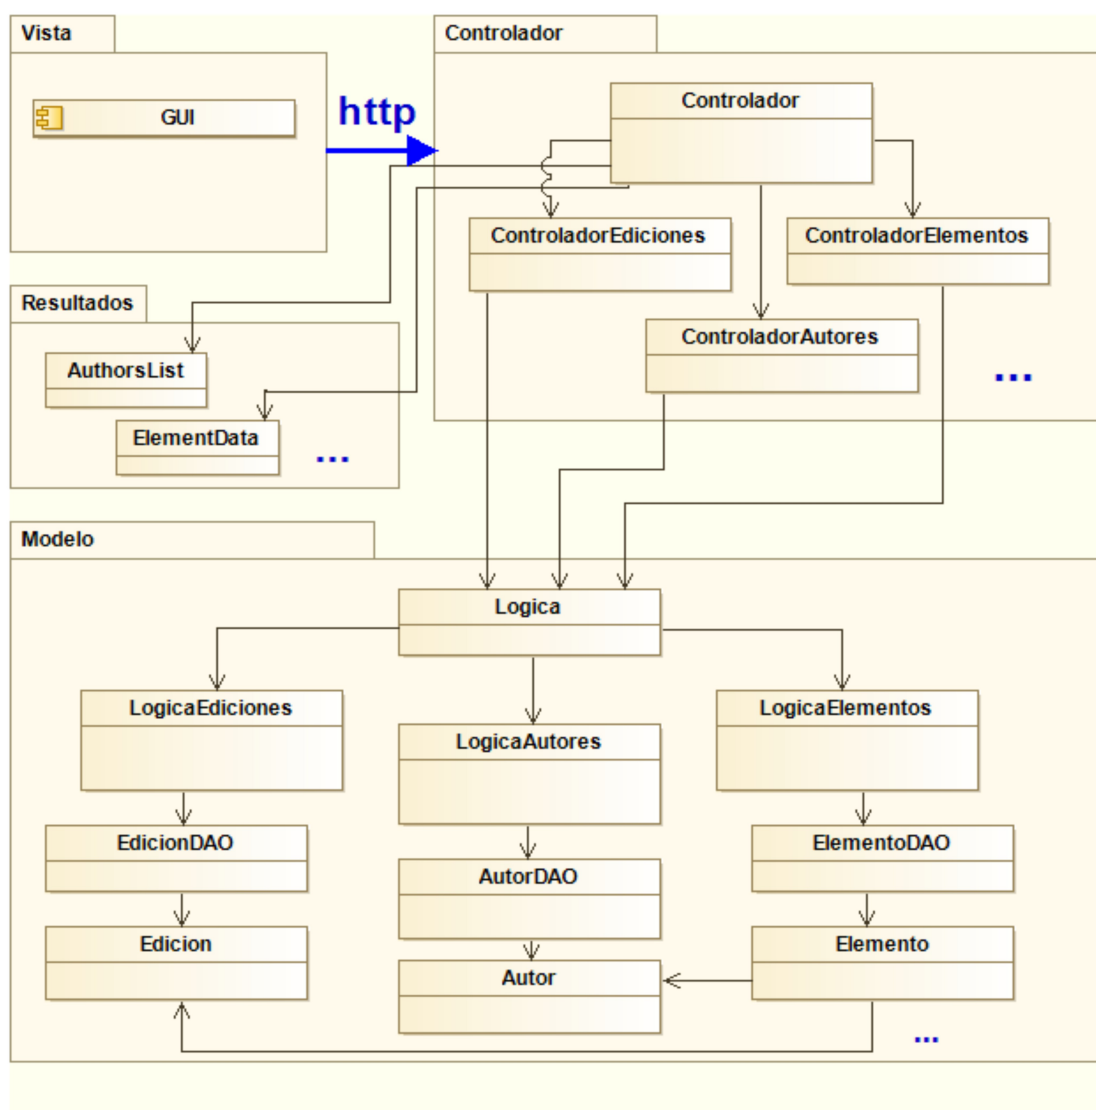 Vista
GUI
http
Controlador
Controlador
ControladorEdiciones
ControladorElementos
ControladorAutores
...
Resultados
AuthorsList
ElementData
...
Modelo
Logica
LogicaEdiciones
LogicaAutores
LogicaElementos
EdicionDAO
AutorDAO
ElementoDAO
Edicion
Autor
Elemento
...